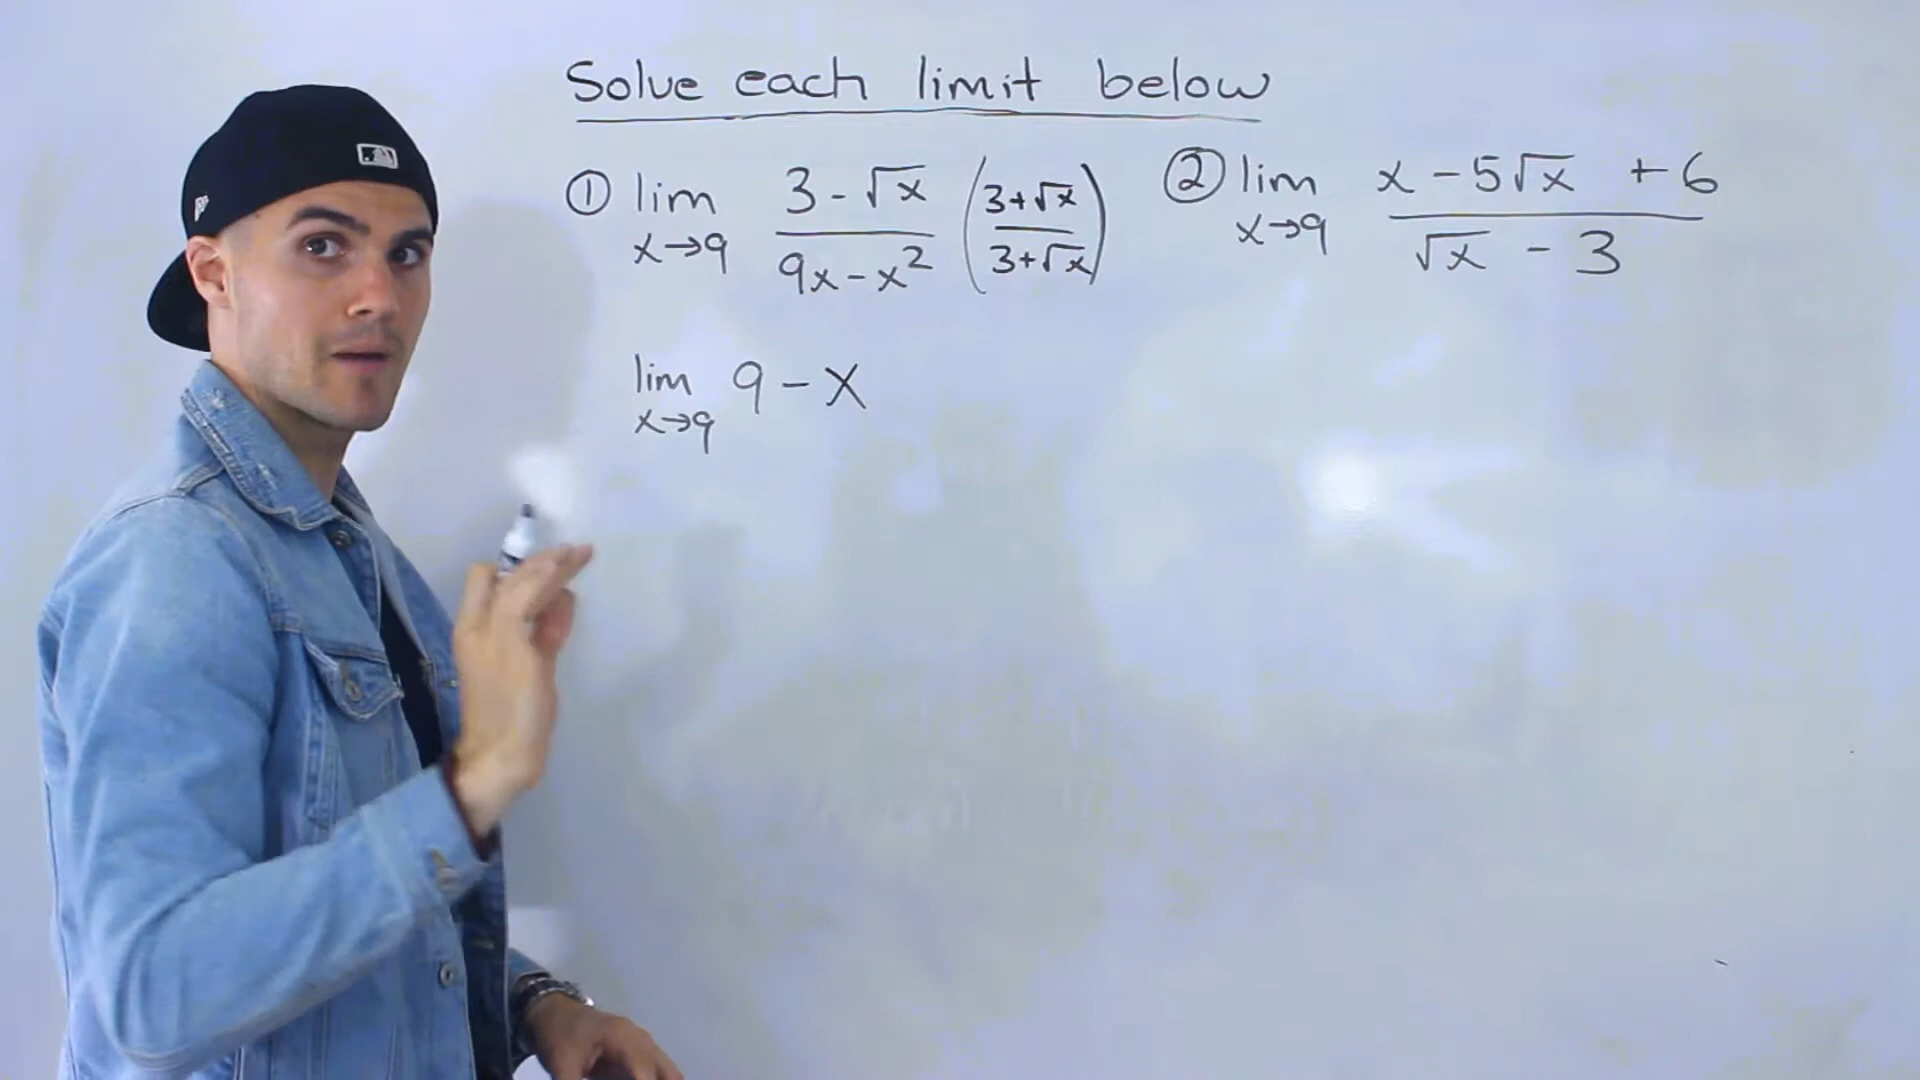 Solve each limit below
① lim x→9 (3 - √x)/(9x - x²) ((3+√x)/(3+√x))
② lim x→9 (x - 5√x + 6)/(√x - 3)
lim x→9 9 - x